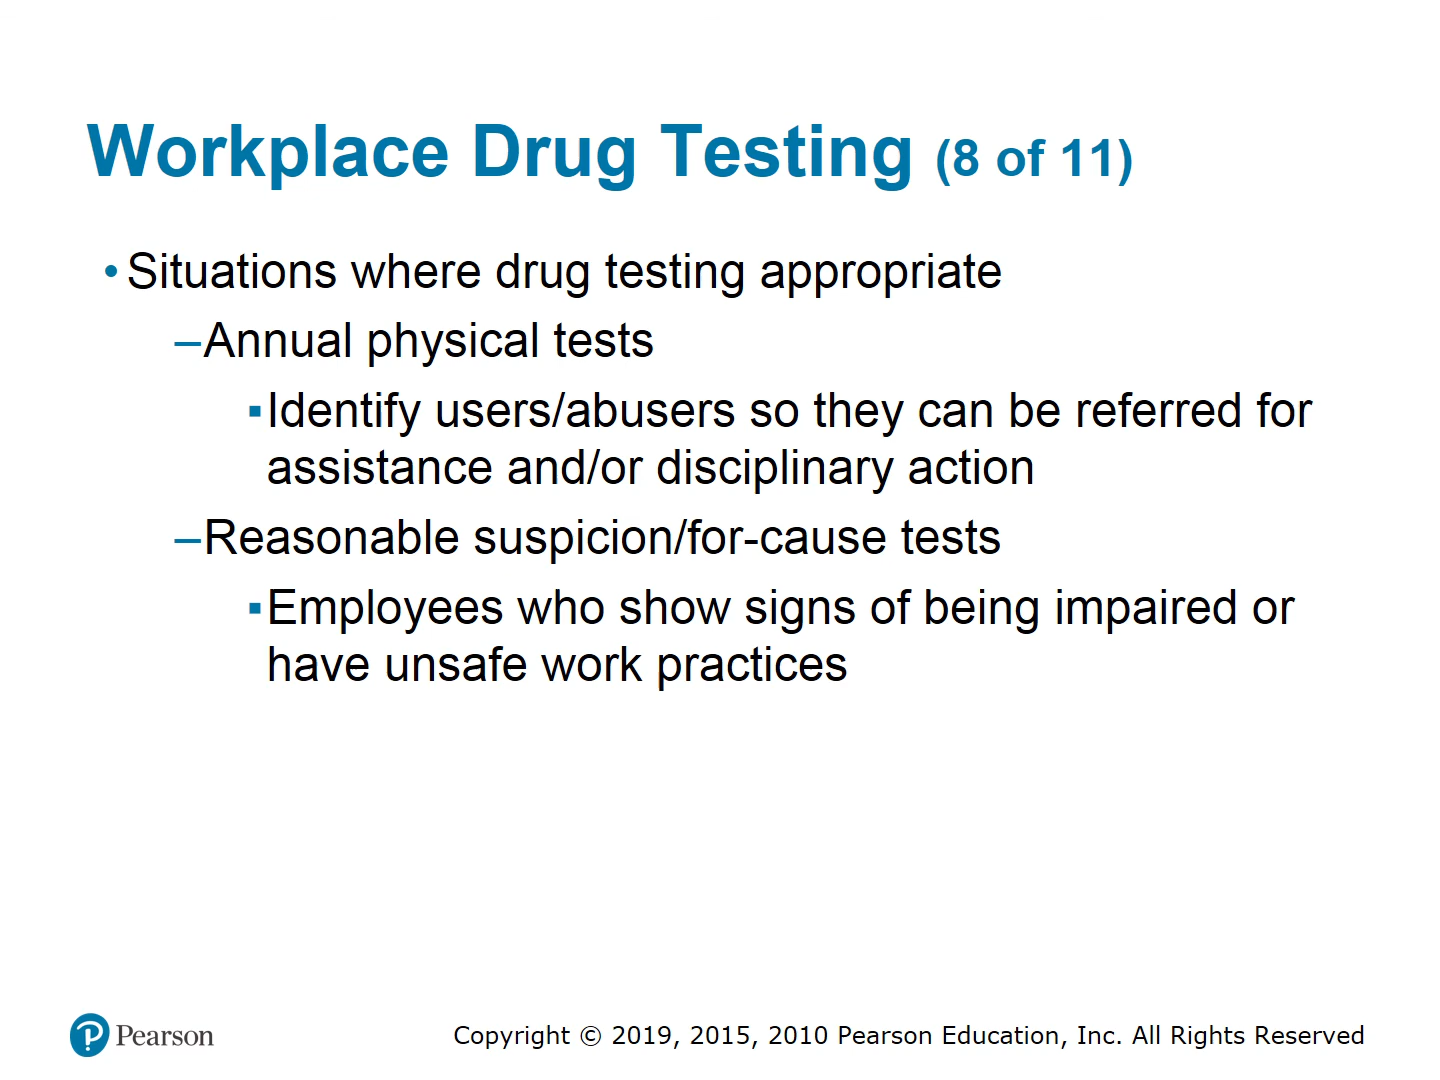 Workplace Drug Testing (8 of 11)
• Situations where drug testing appropriate
–Annual physical tests
▪Identify users/abusers so they can be referred for
assistance and/or disciplinary action
–Reasonable suspicion/for-cause tests
▪Employees who show signs of being impaired or
have unsafe work practices
Pearson
Copyright © 2019, 2015, 2010 Pearson Education, Inc. All Rights Reserved